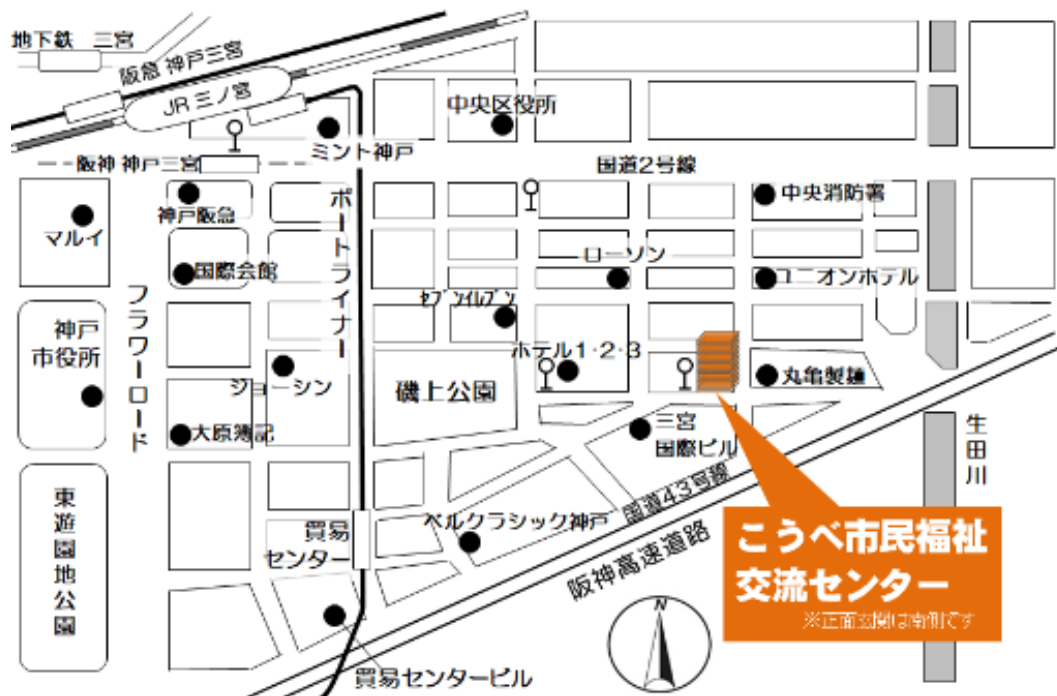 地下鉄 三宮
阪急 神戸三宮
JR 三ノ宮
中央区役所
ミント神戸
阪神 神戸三宮
国道2号線
神戸阪急
マルイ
中央消防署
ポートライナー
国際会館
ローソン
ユニオンホテル
フラワーロード
セブンイレブン
神戸
市役所
ホテル1・2・3
ジョーシン
磯上公園
丸亀製麺
大原簿記
三宮
国際ビル
生田川
国道43号線
東遊園地公園
貿易
センター
ベルクラシック神戸
阪神高速道路
こうべ市民福祉
交流センター
※正面玄関は南側です
N
貿易センタービル